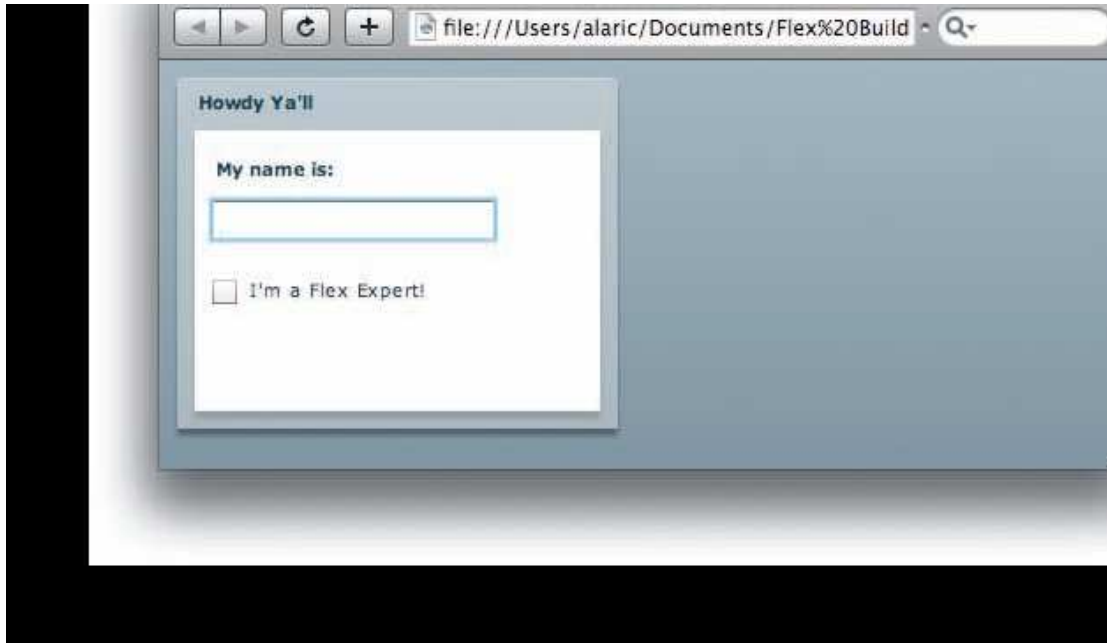 file:///Users/alaric/Documents/Flex%20Build
Howdy Ya'll
My name is:
I'm a Flex Expert!